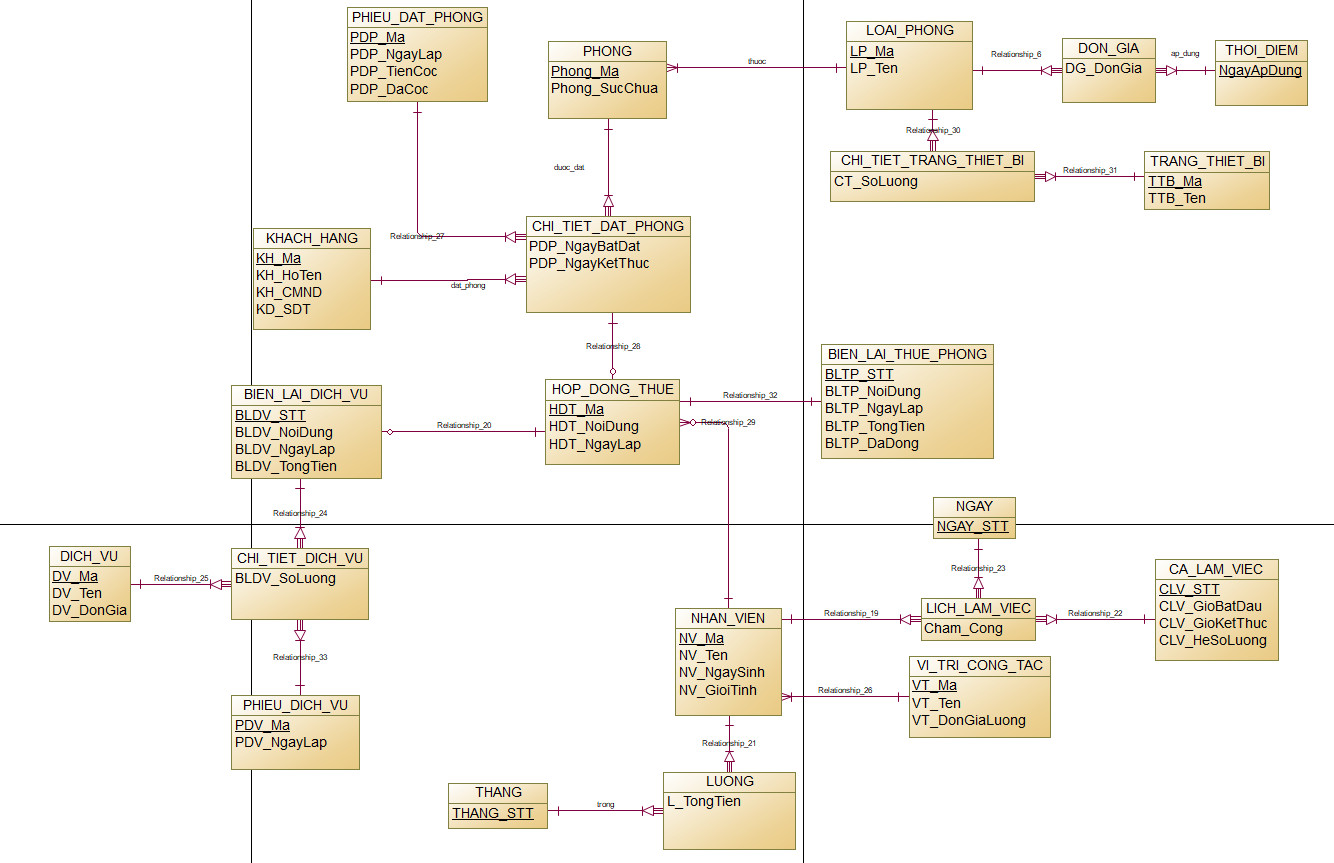 PHIEU_DAT_PHONG
PDP_Ma
PDP_NgayLap
PDP_TienCoc
PDP_DaCoc
PHONG
Phong_Ma
Phong_SucChua
thuoc
LOAI_PHONG
LP_Ma
LP_Ten
Relationship_6
DON_GIA
DG_DonGia
ap_dung
THOI_DIEM
NgayApDung
Relationship_30
CHI_TIET_TRANG_THIET_BI
CT_SoLuong
Relationship_31
TRANG_THIET_BI
TTB_Ma
TTB_Ten
duoc_dat
Relationship_27
CHI_TIET_DAT_PHONG
PDP_NgayBatDat
PDP_NgayKetThuc
KHACH_HANG
KH_Ma
KH_HoTen
KH_CMND
KD_SDT
dat_phong
Relationship_28
BIEN_LAI_THUE_PHONG
BLTP_STT
BLTP_NoiDung
BLTP_NgayLap
BLTP_TongTien
BLTP_DaDong
BIEN_LAI_DICH_VU
BLDV_STT
BLDV_NoiDung
BLDV_NgayLap
BLDV_TongTien
Relationship_20
HOP_DONG_THUE
HDT_Ma
HDT_NoiDung
HDT_NgayLap
Relationship_32
Relationship_29
Relationship_24
NGAY
NGAY_STT
DICH_VU
DV_Ma
DV_Ten
DV_DonGia
Relationship_25
CHI_TIET_DICH_VU
BLDV_SoLuong
Relationship_23
CA_LAM_VIEC
CLV_STT
CLV_GioBatDau
CLV_GioKetThuc
CLV_HeSoLuong
NHAN_VIEN
NV_Ma
NV_Ten
NV_NgaySinh
NV_GioiTinh
Relationship_19
LICH_LAM_VIEC
Cham_Cong
Relationship_22
Relationship_33
VI_TRI_CONG_TAC
VT_Ma
VT_Ten
VT_DonGiaLuong
Relationship_26
PHIEU_DICH_VU
PDV_Ma
PDV_NgayLap
Relationship_21
THANG
THANG_STT
trong
LUONG
L_TongTien